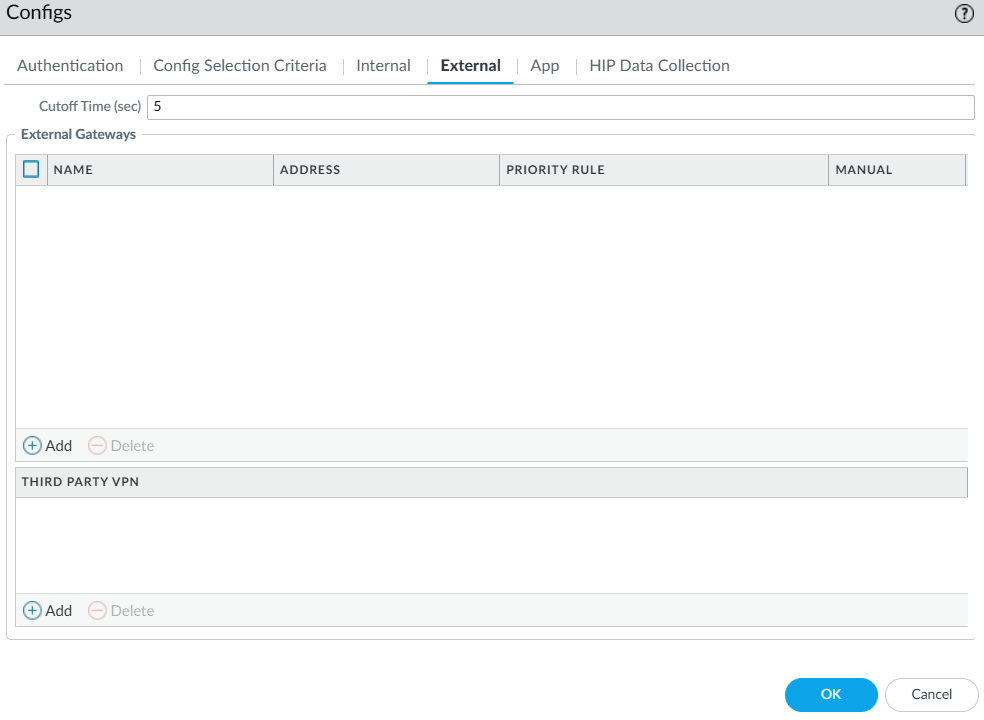 Configs
Authentication Config Selection Criteria Internal External App HIP Data Collection
Cutoff Time (sec) 5
External Gateways
NAME ADDRESS PRIORITY RULE MANUAL
Add Delete
THIRD PARTY VPN
Add Delete
OK Cancel